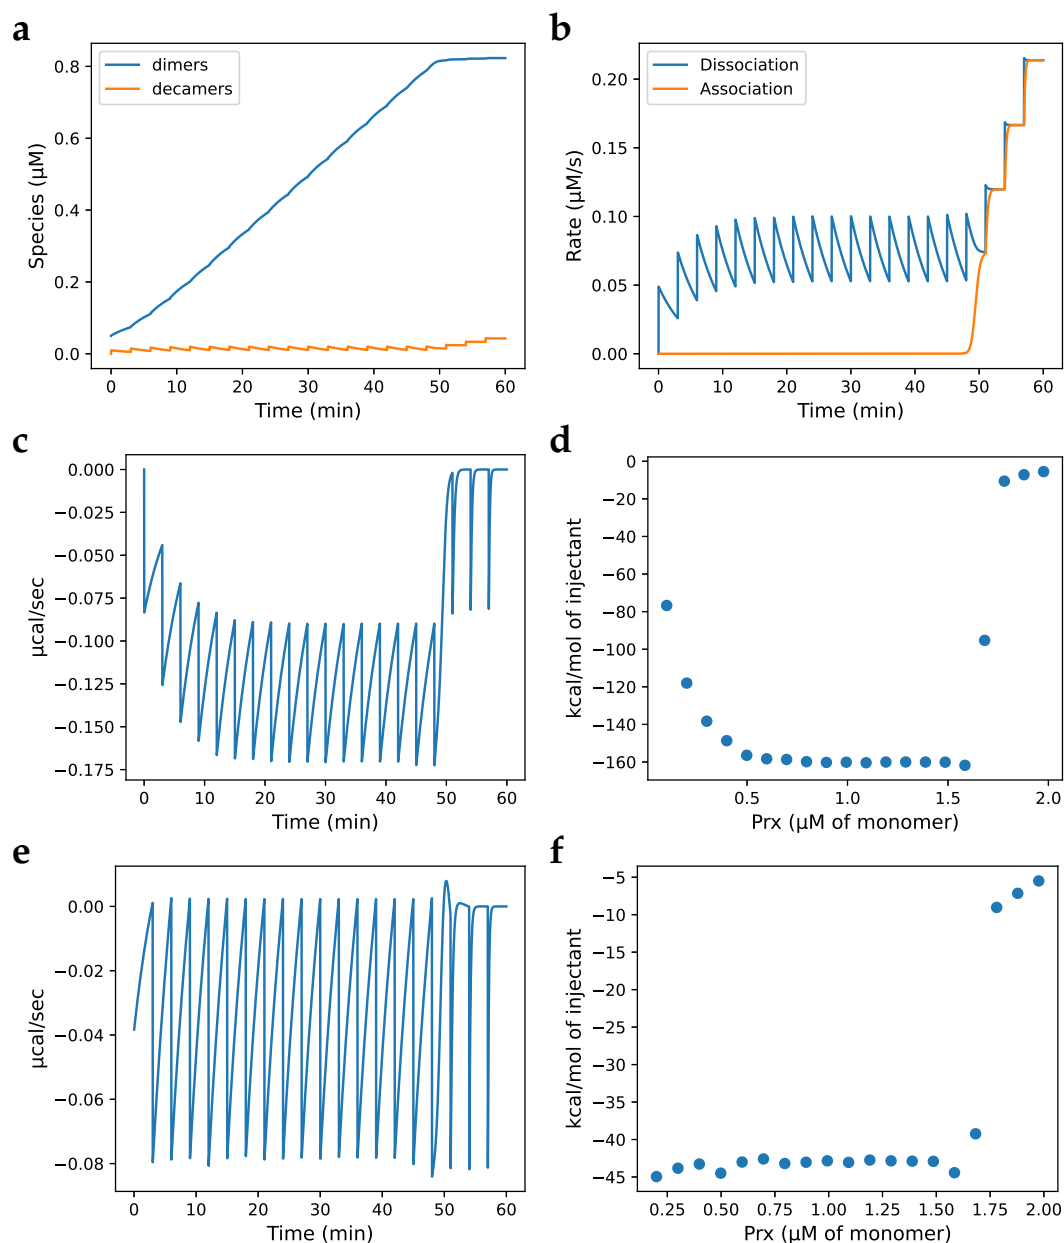 a
dimers
decamers
Species (μM)
0.8
0.6
0.4
0.2
0.0
0 10 20 30 40 50 60
Time (min)
b
Dissociation
Association
Rate (μM/s)
0.20
0.15
0.10
0.05
0.00
0 10 20 30 40 50 60
Time (min)
c
μcal/sec
0.000
−0.025
−0.050
−0.075
−0.100
−0.125
−0.150
−0.175
0 10 20 30 40 50 60
Time (min)
d
kcal/mol of injectant
0
−20
−40
−60
−80
−100
−120
−140
−160
0.5 1.0 1.5 2.0
Prx (μM of monomer)
e
μcal/sec
0.00
−0.02
−0.04
−0.06
−0.08
0 10 20 30 40 50 60
Time (min)
f
kcal/mol of injectant
−5
−10
−15
−20
−25
−30
−35
−40
−45
0.25 0.50 0.75 1.00 1.25 1.50 1.75 2.00
Prx (μM of monomer)